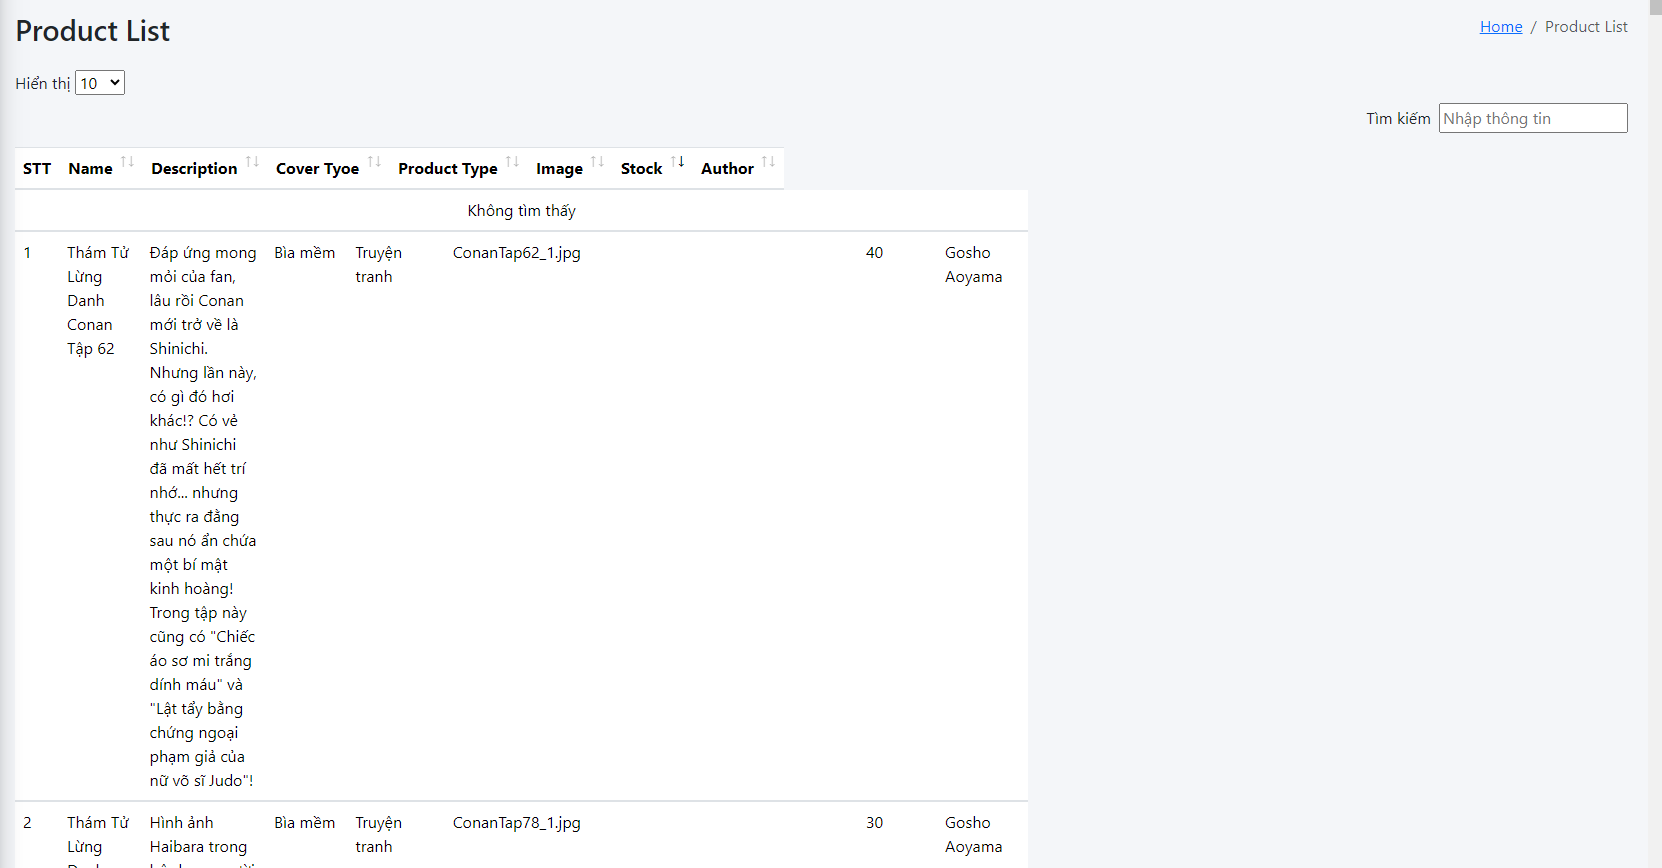 Product List
Home / Product List
Hiển thị 10
Tìm kiếm Nhập thông tin
STT Name Description Cover Tyoe Product Type Image Stock Author
Không tìm thấy
1 Thám Tử Đáp ứng mong Bìa mềm Truyện ConanTap62_1.jpg 40 Gosho
Lừng mỏi của fan, tranh Aoyama
Danh lâu rồi Conan
Conan mới trở về là
Tập 62 Shinichi.
Nhưng lần này,
có gì đó hơi
khác!? Có vẻ
như Shinichi
đã mất hết trí
nhớ... nhưng
thực ra đằng
sau nó ẩn chứa
một bí mật
kinh hoàng!
Trong tập này
cũng có "Chiếc
áo sơ mi trắng
dính máu" và
"Lật tẩy bằng
chứng ngoại
phạm giả của
nữ võ sĩ Judo"!
2 Thám Tử Hình ảnh Bìa mềm Truyện ConanTap78_1.jpg 30 Gosho
Lừng Haibara trong tranh Aoyama